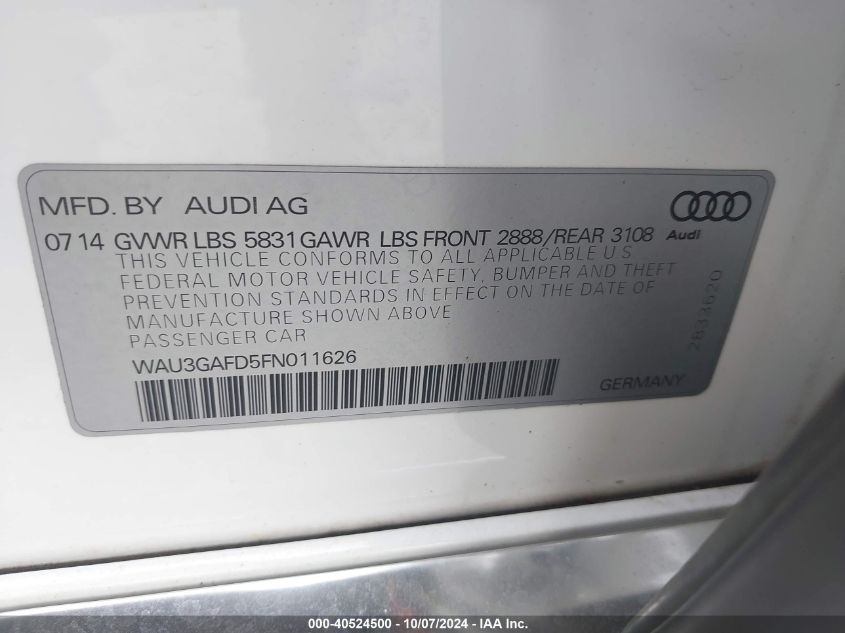 MFD. BY AUDI AG
07 14 GVWR LBS 5831 GAWR LBS FRONT 2888/REAR 3108
Audi
THIS VEHICLE CONFORMS TO ALL APPLICABLE U S
FEDERAL MOTOR VEHICLE SAFETY, BUMPER AND THEFT
PREVENTION STANDARDS IN EFFECT ON THE DATE OF
MANUFACTURE SHOWN ABOVE
PASSENGER CAR
WAU3GAFD5FN011626
GERMANY
2833620
000-40524500 - 10/07/2024 - IAA Inc.